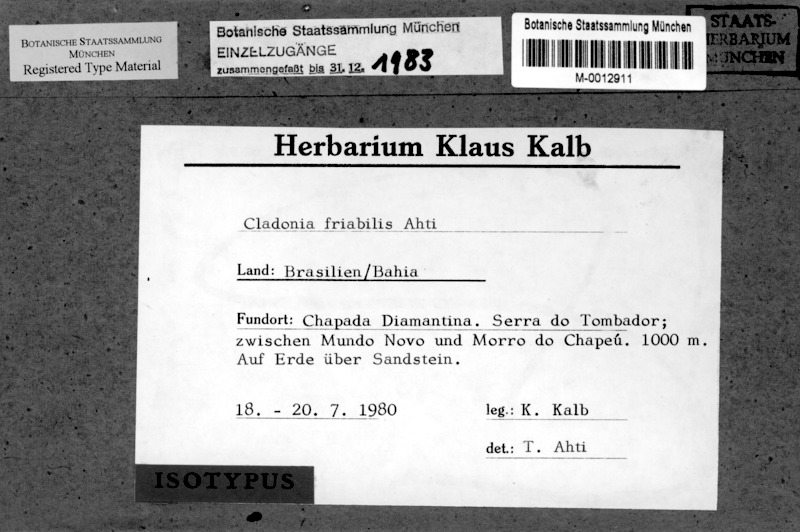 BOTANISCHE STAATSSAMMLUNG
MÜNCHEN
Registered Type Material
Botanische Staatssammlung München
EINZELZUGÄNGE
zusammengefaßt bis 31. 12. 1983
Botanische Staatssammlung München
M-0012911
STAATS-
HERBARIUM
MÜNCHEN
Herbarium Klaus Kalb
Cladonia friabilis Ahti
Land: Brasilien/Bahia
Fundort: Chapada Diamantina. Serra do Tombador;
zwischen Mundo Novo und Morro do Chapeú. 1000 m.
Auf Erde über Sandstein.
18. - 20. 7. 1980
leg.: K. Kalb
det.: T. Ahti
ISOTYPUS